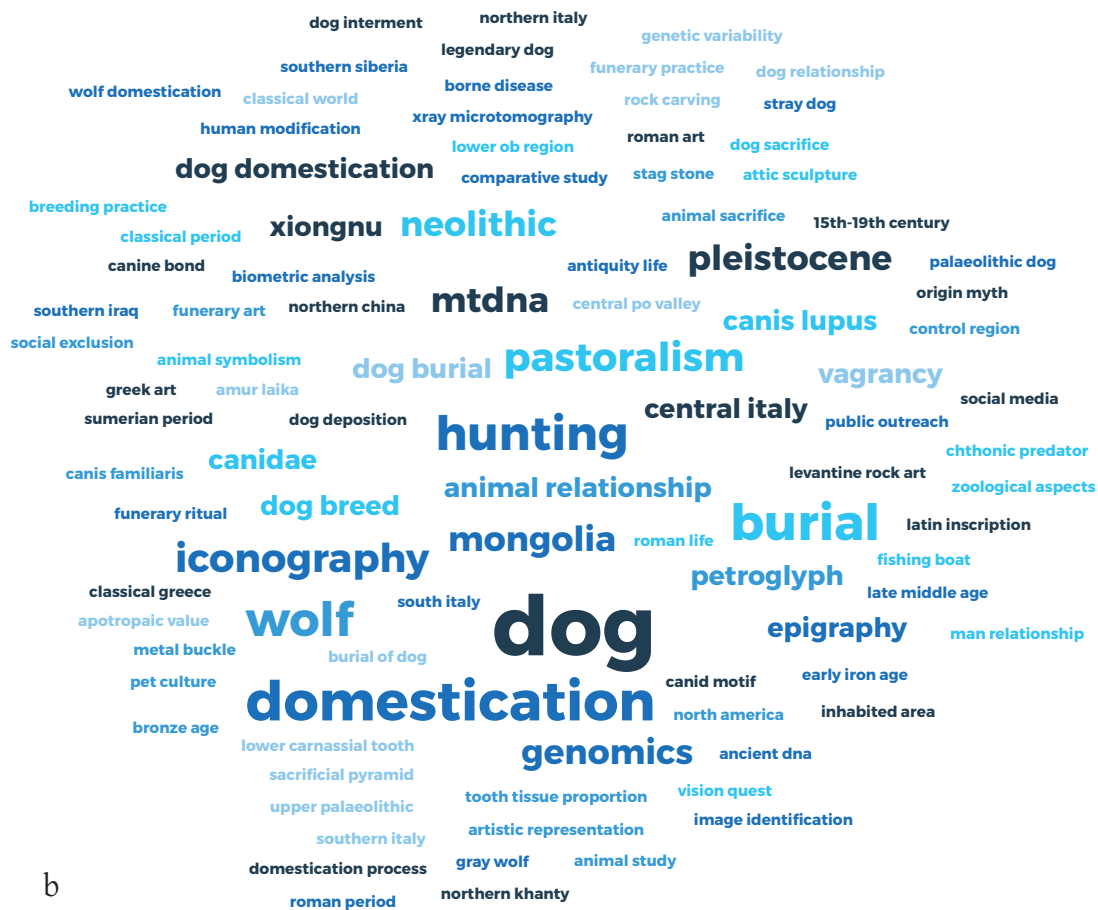 dog interment
northern italy
genetic variability
legendary dog
southern siberia
funerary practice
dog relationship
wolf domestication
classical world
borne disease
rock carving
stray dog
human modification
xray microtomography
roman art
lower ob region
dog sacrifice
dog domestication
comparative study
stag stone
attic sculpture
breeding practice
classical period
xiongnu
neolithic
animal sacrifice
15th-19th century
canine bond
biometric analysis
antiquity life
pleistocene
palaeolithic dog
southern iraq
funerary art
northern china
mtdna
central po valley
origin myth
canis lupus
control region
social exclusion
animal symbolism
dog burial
pastoralism
vagrancy
greek art
amur laika
social media
sumerian period
dog deposition
hunting
central italy
public outreach
chthonic predator
canis familiaris
canidae
animal relationship
levantine rock art
zoological aspects
funerary ritual
dog breed
mongolia
roman life
burial
latin inscription
iconography
fishing boat
petroglyph
classical greece
late middle age
apotropaic value
wolf
south italy
dog
epigraphy
man relationship
metal buckle
burial of dog
pet culture
domestication
canid motif
early iron age
bronze age
north america
inhabited area
lower carnassial tooth
genomics
ancient dna
sacrificial pyramid
upper palaeolithic
tooth tissue proportion
vision quest
southern italy
artistic representation
image identification
domestication process
gray wolf
animal study
roman period
northern khanty
b